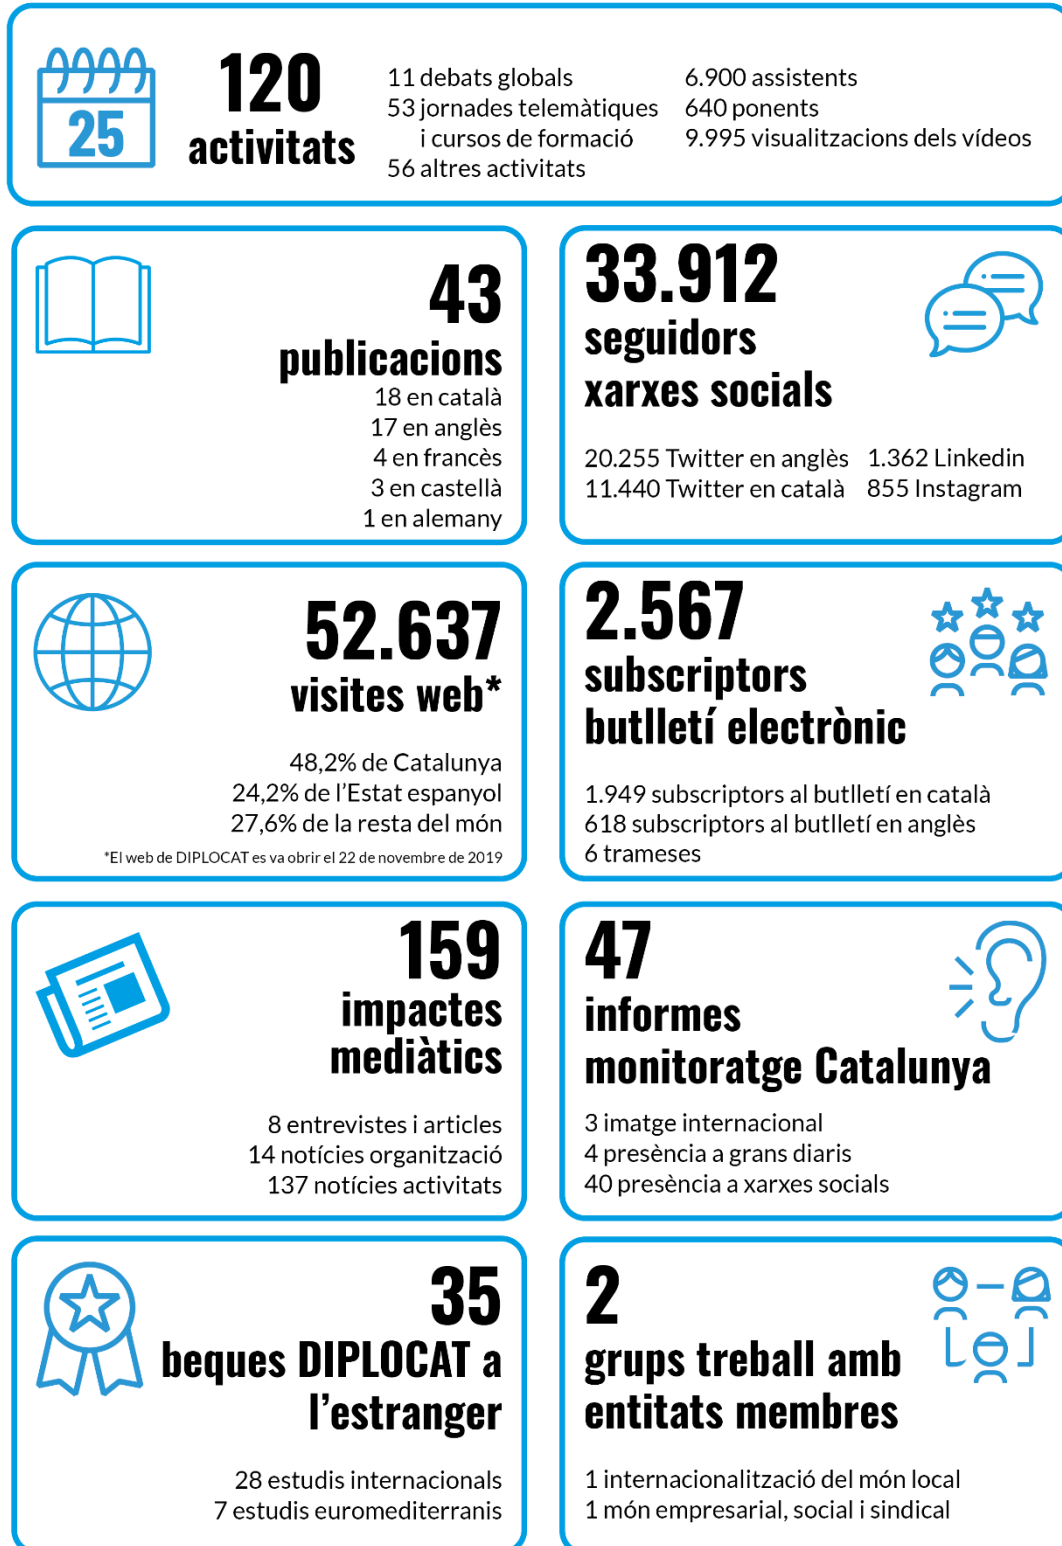 25
120
activitats
11 debats globals
53 jornades telemàtiques
i cursos de formació
56 altres activitats
6.900 assistents
640 ponents
9.995 visualitzacions dels vídeos
43
publicacions
18 en català
17 en anglès
4 en francès
3 en castellà
1 en alemany
33.912
seguidors
xarxes socials
20.255 Twitter en anglès
11.440 Twitter en català
1.362 Linkedin
855 Instagram
52.637
visites web*
48,2% de Catalunya
24,2% de l'Estat espanyol
27,6% de la resta del món
*El web de DIPLOCAT es va obrir el 22 de novembre de 2019
2.567
subscriptors
butlletí electrònic
1.949 subscriptors al butlletí en català
618 subscriptors al butlletí en anglès
6 trameses
159
impactes
mediàtics
8 entrevistes i articles
14 notícies organització
137 notícies activitats
47
informes
monitoratge Catalunya
3 imatge internacional
4 presència a grans diaris
40 presència a xarxes socials
35
beques DIPLOCAT a
l'estranger
28 estudis internacionals
7 estudis euromediterranis
2
grups treball amb
entitats membres
1 internacionalització del món local
1 món empresarial, social i sindical